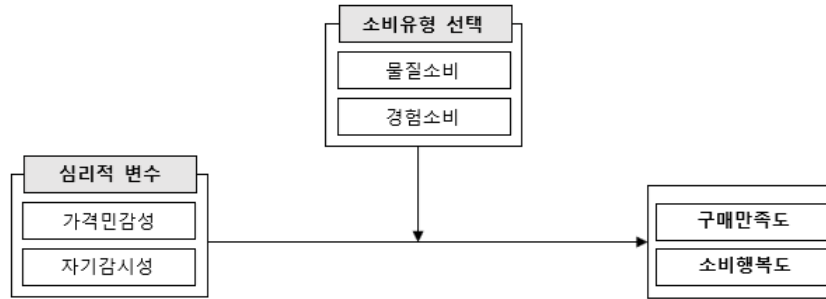 소비유형 선택
물질소비
경험소비
심리적 변수
가격민감성
자기감시성
구매만족도
소비행복도